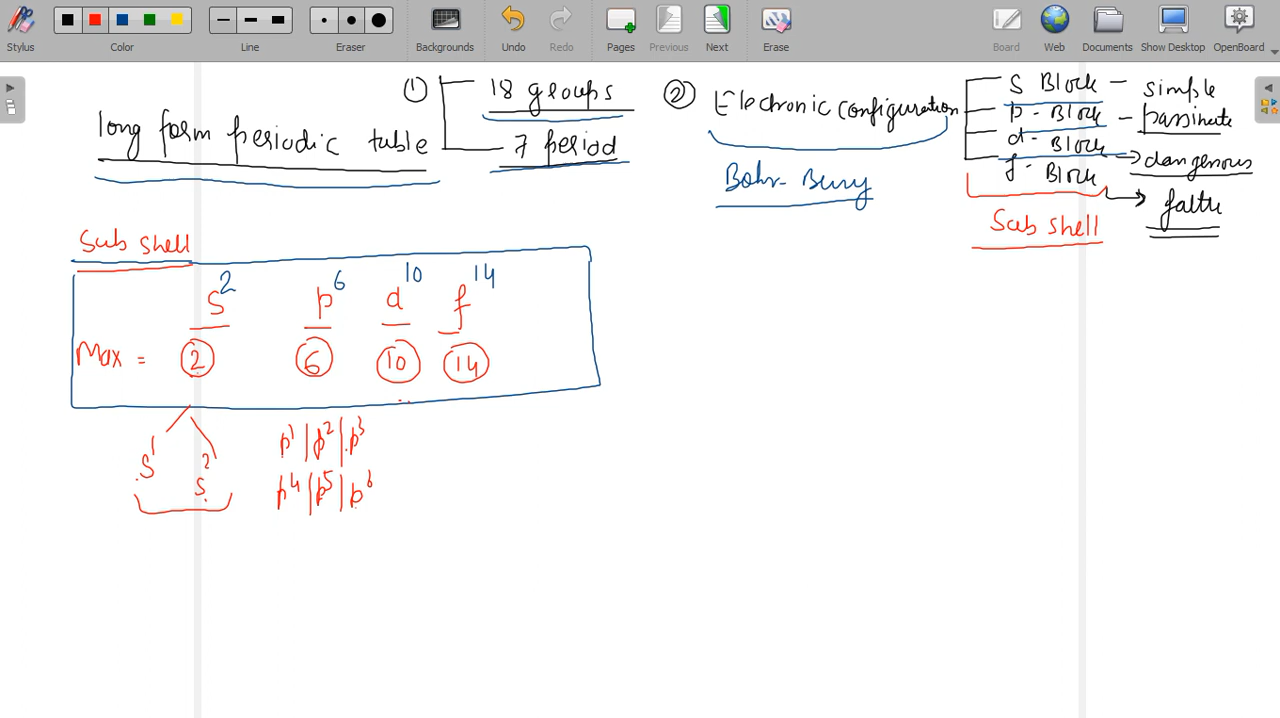 Stylus
Color
Line
Eraser
Backgrounds
Undo
Redo
Pages
Previous
Next
Erase
Board
Web
Documents
Show Desktop
OpenBoard
long form periodic table
① 18 groups
7 period
② Electronic configuration
Bohr-Bury
S Block - simple
p - Block - passinate
d - Block → dangerous
f - Block →
Sub shell
Sub shell
s² p⁶ d¹⁰ f¹⁴
Max = 2 6 10 14
s¹ s²
p¹ | p² | p³
p⁴ | p⁵ | p⁶